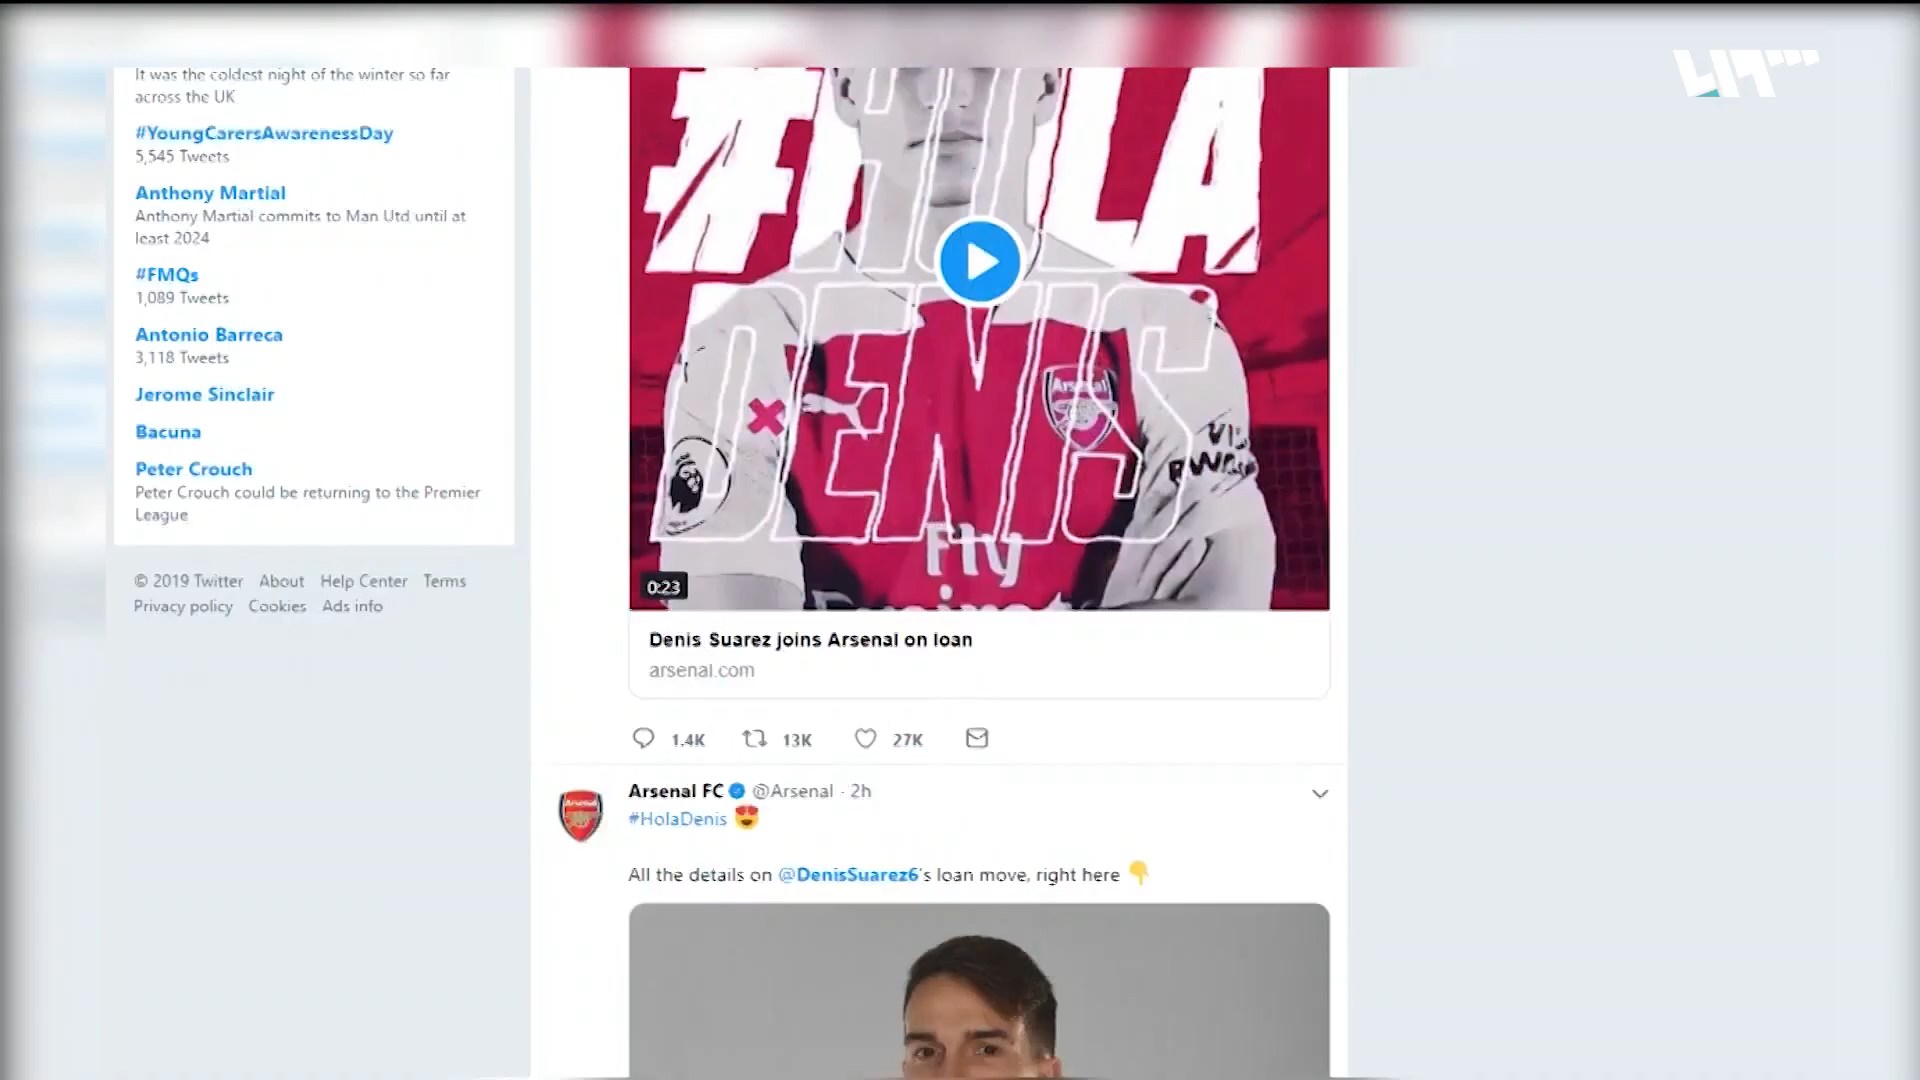 It was the coldest night of the winter so far
across the UK
#YoungCarersAwarenessDay
5,545 Tweets
Anthony Martial
Anthony Martial commits to Man Utd until at
least 2024
#FMQs
1,089 Tweets
Antonio Barreca
3,118 Tweets
Jerome Sinclair
Bacuna
Peter Crouch
Peter Crouch could be returning to the Premier
League
© 2019 Twitter About Help Center Terms
Privacy policy Cookies Ads info
#HOLA
DENIS
Arsenal
Fly
0:23
Denis Suarez joins Arsenal on loan
arsenal.com
1.4K 13K 27K
Arsenal FC @Arsenal · 2h
#HolaDenis 😍
All the details on @DenisSuarez6's loan move, right here 👇
Arsenal